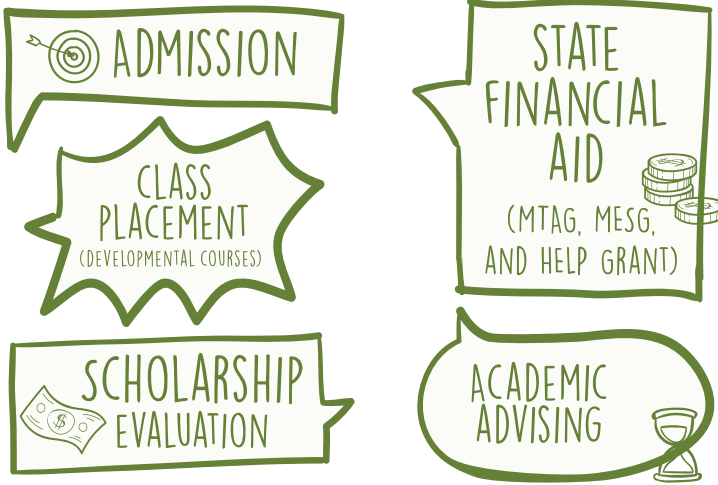 ADMISSION
CLASS
PLACEMENT
(DEVELOPMENTAL COURSES)
SCHOLARSHIP
EVALUATION
$
STATE
FINANCIAL
AID
(MTAG, MESG,
AND HELP GRANT)
ACADEMIC
ADVISING